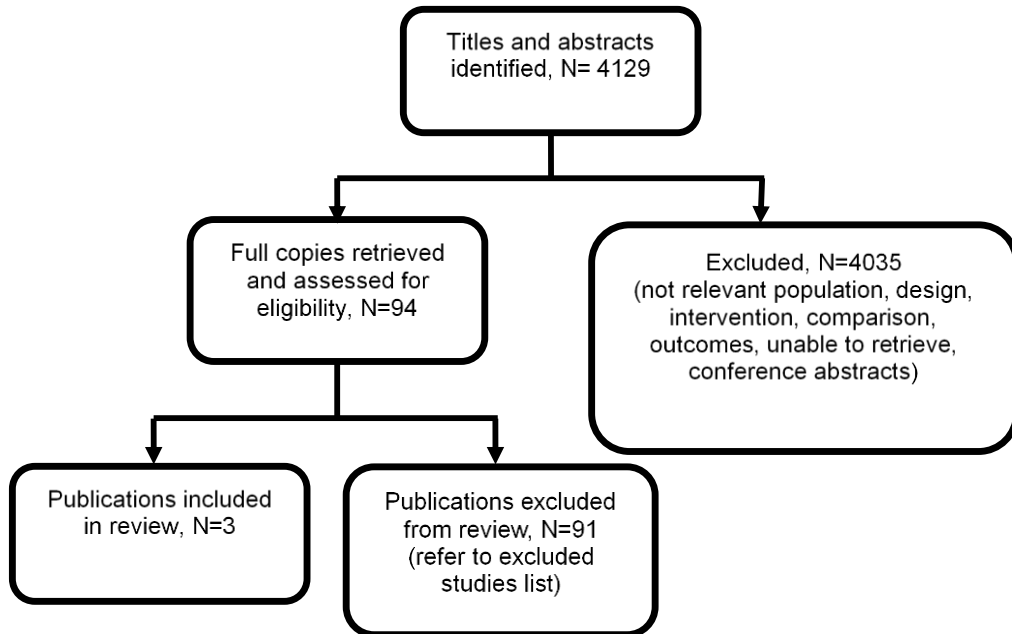 Titles and abstracts
identified, N= 4129
Full copies retrieved
and assessed for
eligibility, N=94
Excluded, N=4035
(not relevant population, design,
intervention, comparison,
outcomes, unable to retrieve,
conference abstracts)
Publications included
in review, N=3
Publications excluded
from review, N=91
(refer to excluded
studies list)